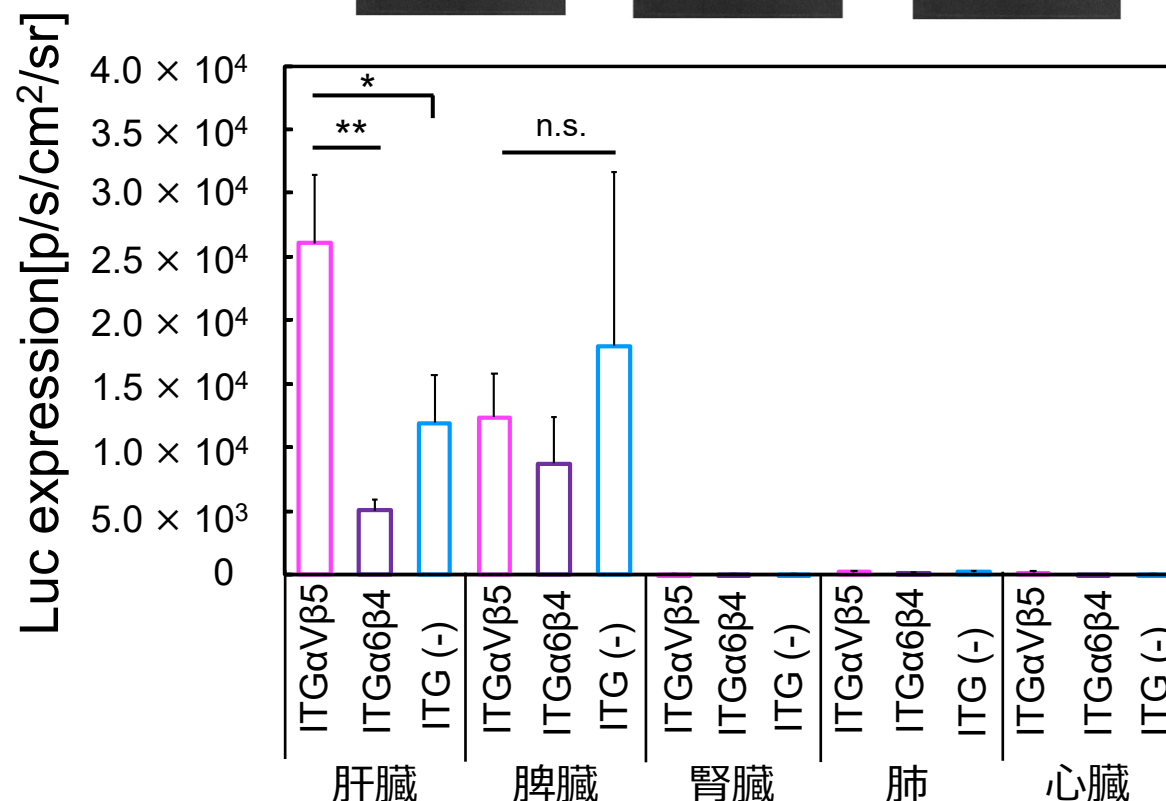 Luc expression[p/s/cm²/sr]
4.0 × 10⁴
3.5 × 10⁴
3.0 × 10⁴
2.5 × 10⁴
2.0 × 10⁴
1.5 × 10⁴
1.0 × 10⁴
5.0 × 10³
0
*
**
n.s.
ITGαVβ5
ITGα6β4
ITG (-)
ITGαVβ5
ITGα6β4
ITG (-)
ITGαVβ5
ITGα6β4
ITG (-)
ITGαVβ5
ITGα6β4
ITG (-)
ITGαVβ5
ITGα6β4
ITG (-)
肝臓
脾臓
腎臓
肺
心臓